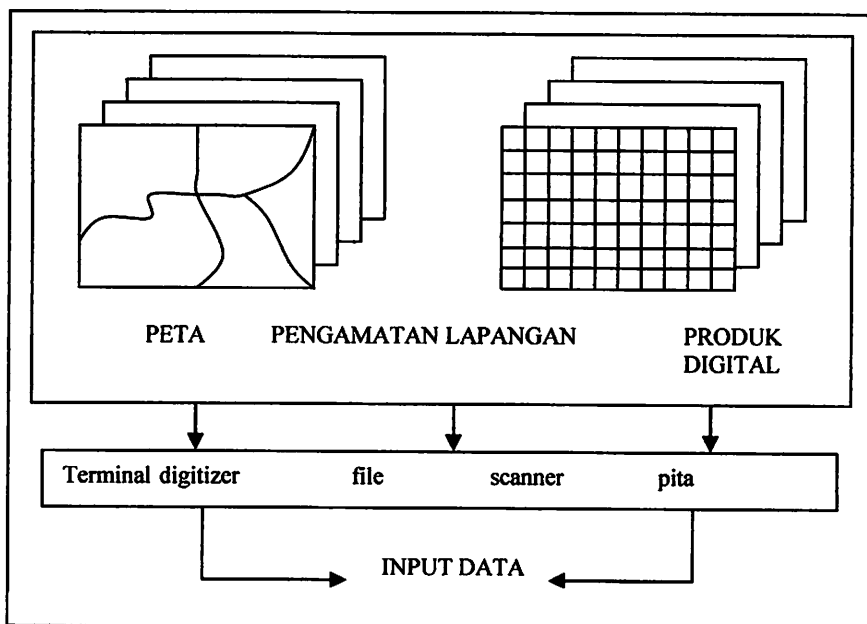 PETA PENGAMATAN LAPANGAN PRODUK
DIGITAL
Terminal digitizer file scanner pita
INPUT DATA